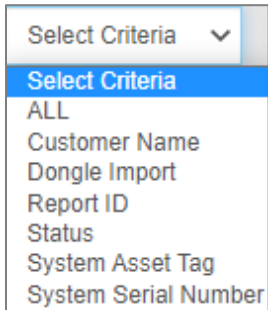 Select Criteria
Select Criteria
ALL
Customer Name
Dongle Import
Report ID
Status
System Asset Tag
System Serial Number